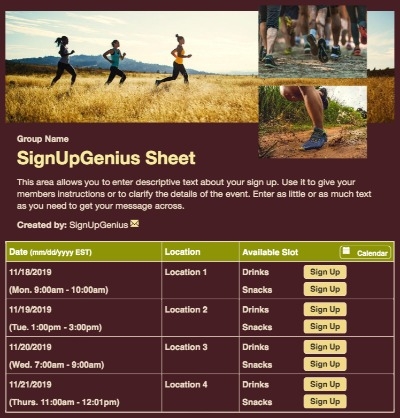 Group Name
SignUpGenius Sheet
This area allows you to enter descriptive text about your sign up. Use it to give your
members instructions or to clarify the details of the event. Enter as little or as much text
as you need to get your message across.
Created by: SignUpGenius
Date (mm/dd/yyyy EST) Location Available Slot Calendar
11/18/2019 Location 1 Drinks Sign Up
(Mon. 9:00am - 10:00am) Snacks Sign Up
11/19/2019 Location 2 Drinks Sign Up
(Tue. 1:00pm - 3:00pm) Snacks Sign Up
11/20/2019 Location 3 Drinks Sign Up
(Wed. 7:00am - 9:00am) Snacks Sign Up
11/21/2019 Location 4 Drinks Sign Up
(Thurs. 11:00am - 12:01pm) Snacks Sign Up